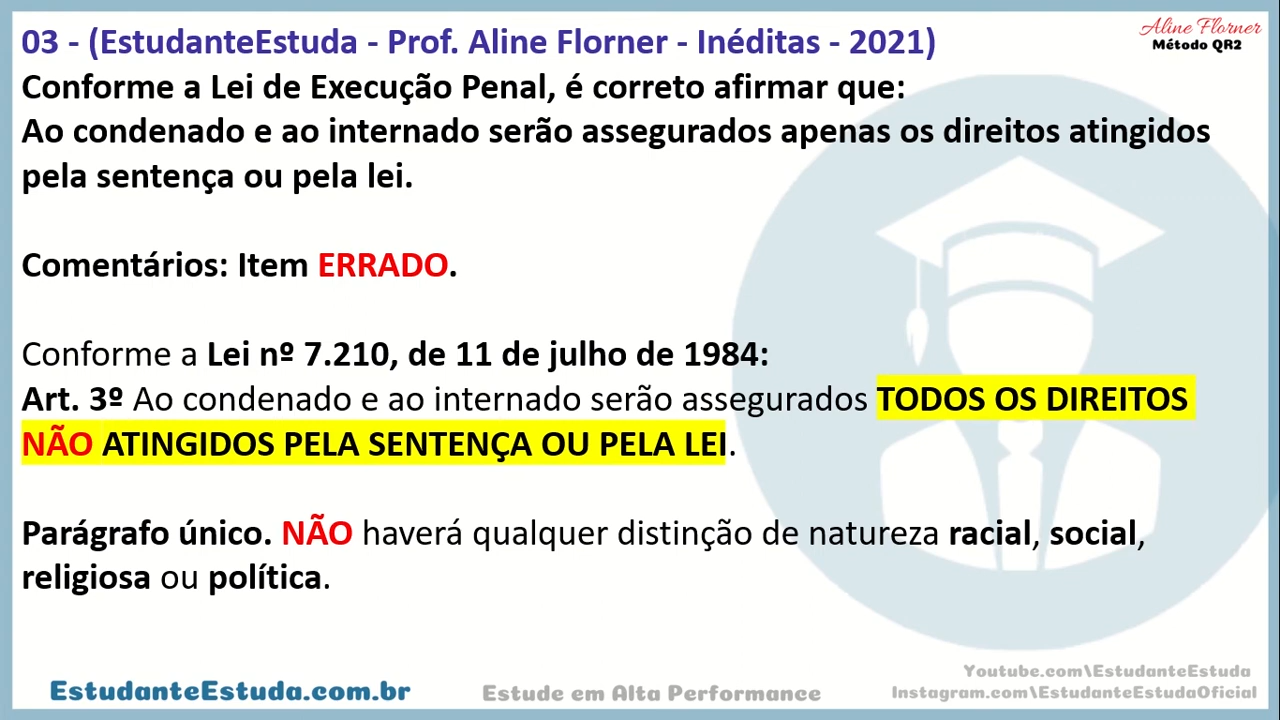 03 - (EstudanteEstuda - Prof. Aline Florner - Inéditas - 2021)
Aline Florner
Método QR2
Conforme a Lei de Execução Penal, é correto afirmar que:
Ao condenado e ao internado serão assegurados apenas os direitos atingidos
pela sentença ou pela lei.
Comentários: Item ERRADO.
Conforme a Lei nº 7.210, de 11 de julho de 1984:
Art. 3º Ao condenado e ao internado serão assegurados TODOS OS DIREITOS
NÃO ATINGIDOS PELA SENTENÇA OU PELA LEI.
Parágrafo único. NÃO haverá qualquer distinção de natureza racial, social,
religiosa ou política.
EstudanteEstuda.com.br
Estude em Alta Performance
Youtube.com\EstudanteEstuda
Instagram.com\EstudanteEstudaOficial